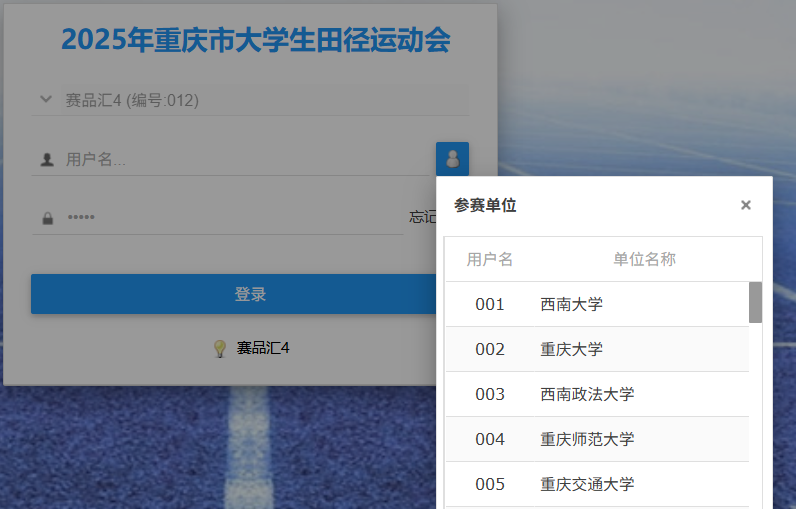 2025年重庆市大学生田径运动会
赛品汇4 (编号:012)
用户名...
•••••
忘记
登录
赛品汇4
参赛单位
×
用户名 单位名称
001 西南大学
002 重庆大学
003 西南政法大学
004 重庆师范大学
005 重庆交通大学